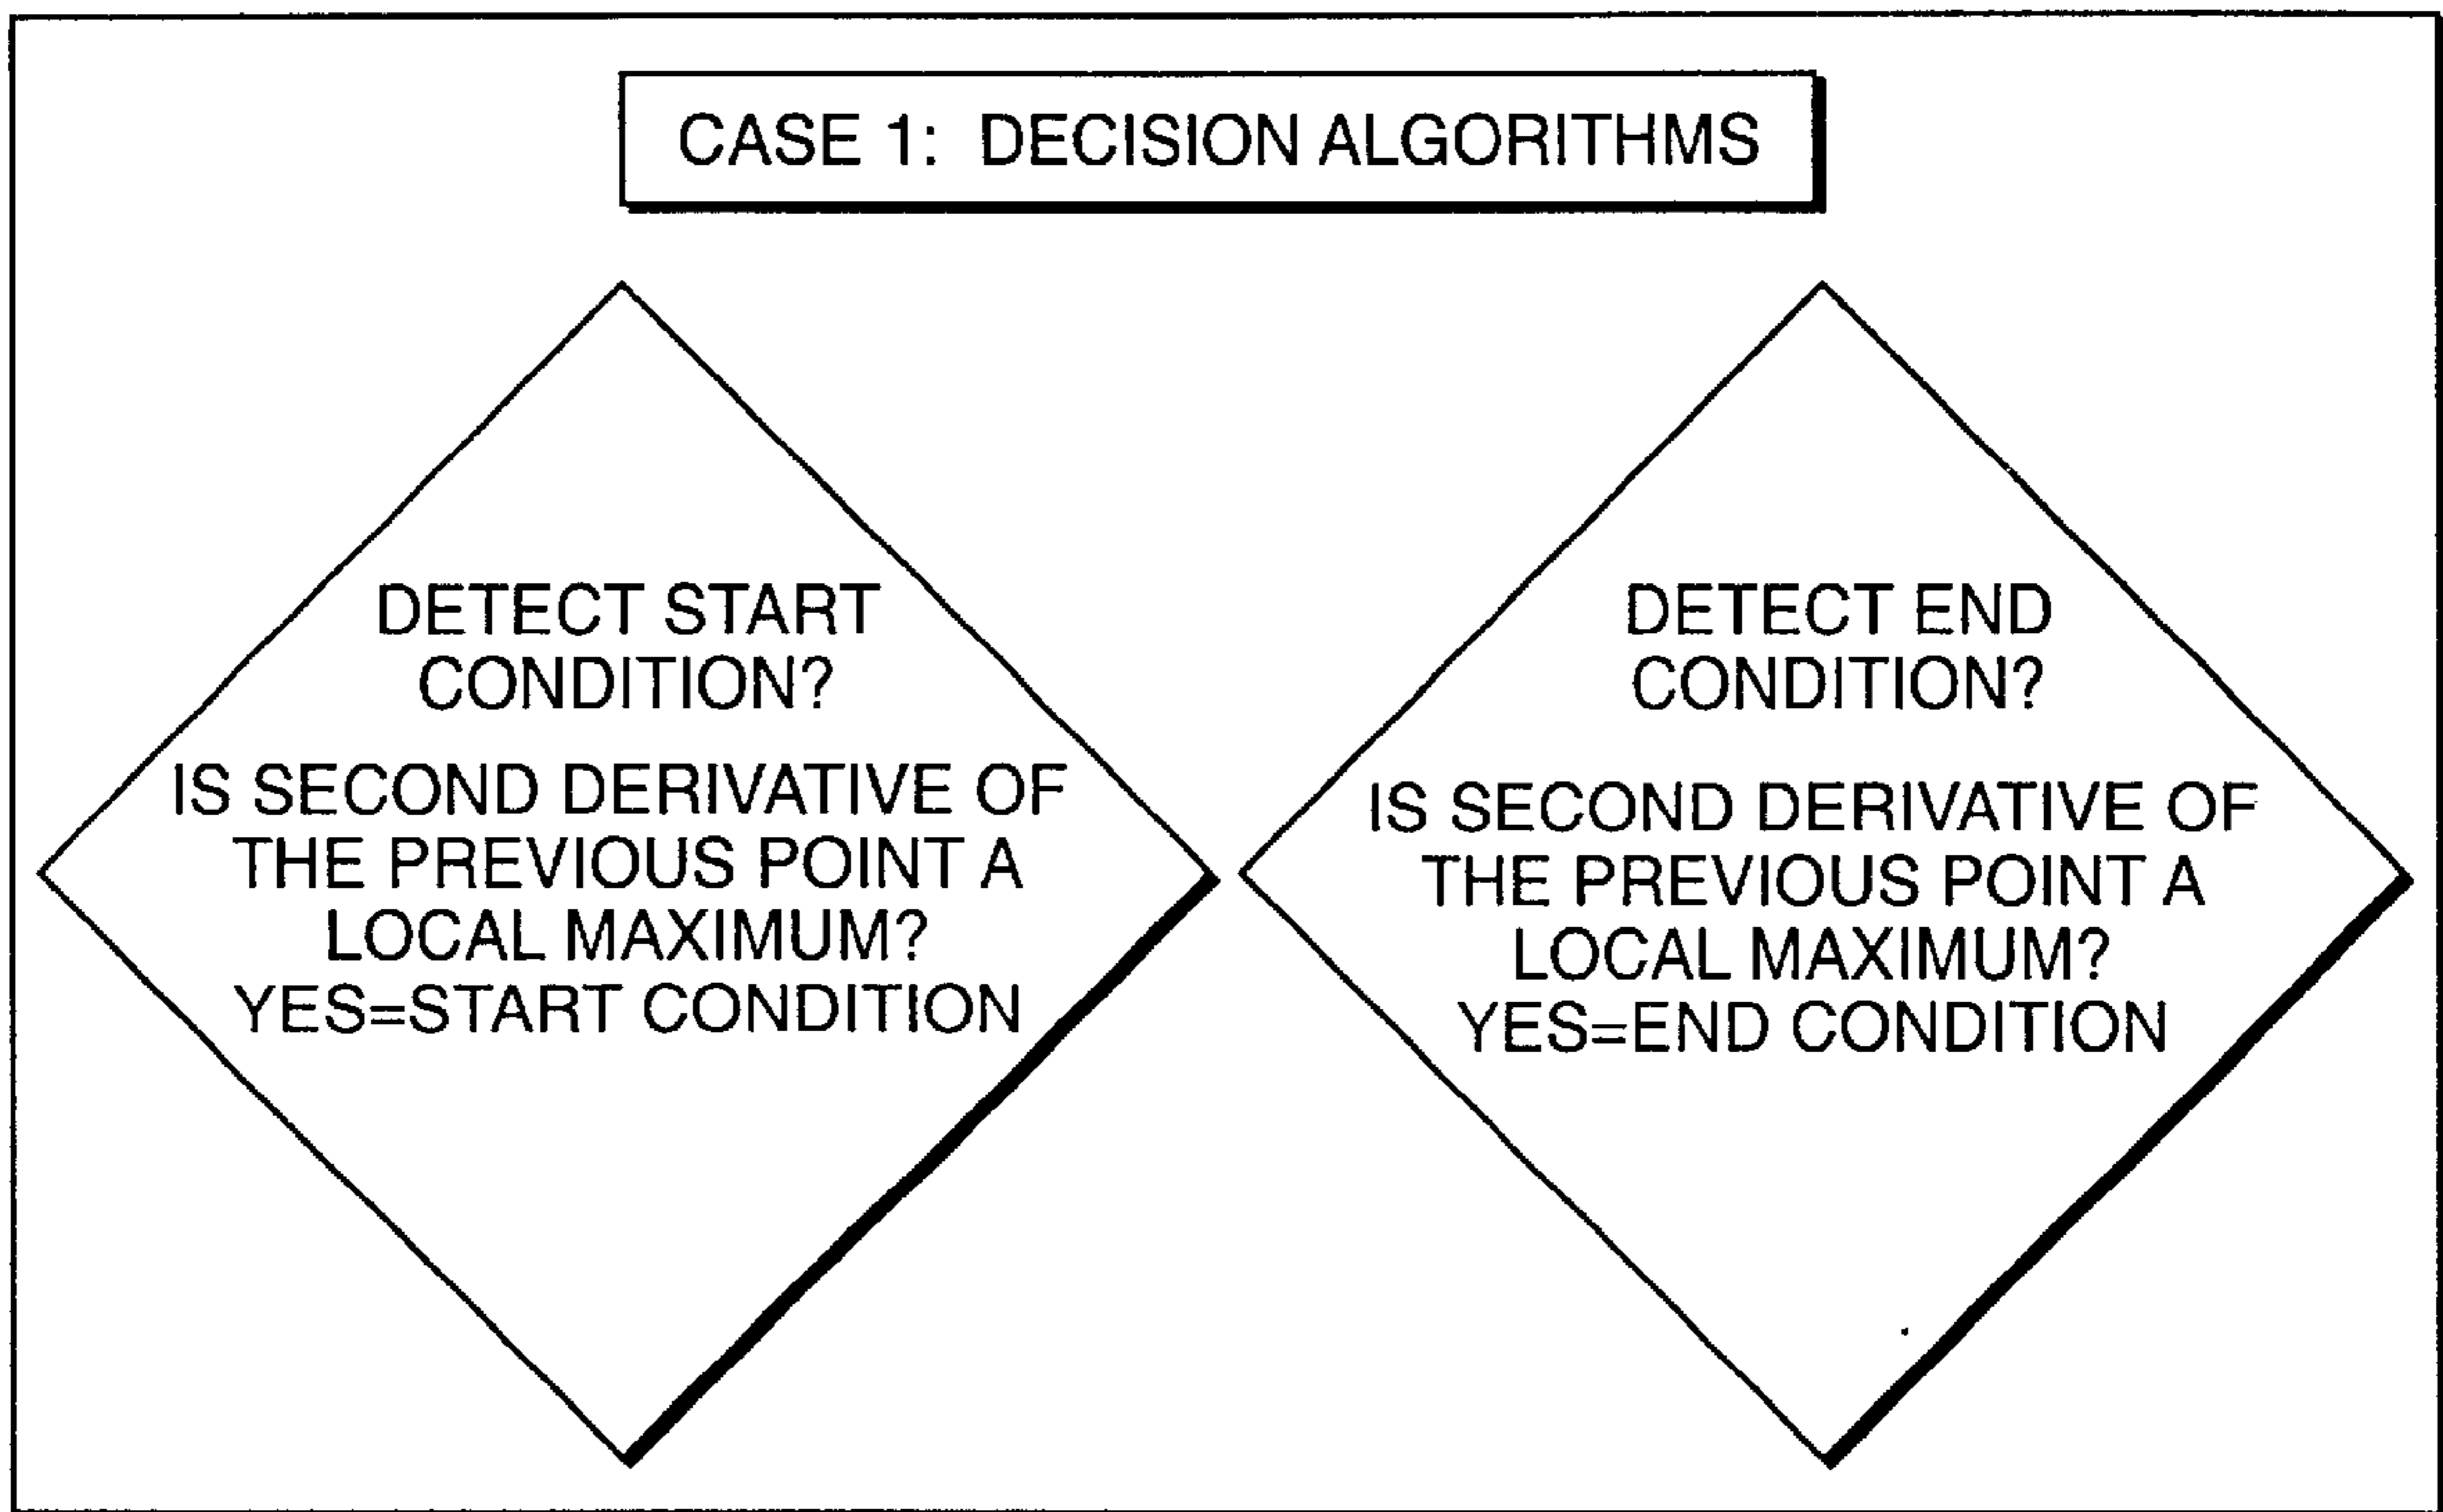 CASE 1: DECISION ALGORITHMS
DETECT START
CONDITION?
IS SECOND DERIVATIVE OF
THE PREVIOUS POINT A
LOCAL MAXIMUM?
YES=START CONDITION
DETECT END
CONDITION?
IS SECOND DERIVATIVE OF
THE PREVIOUS POINT A
LOCAL MAXIMUM?
YES=END CONDITION